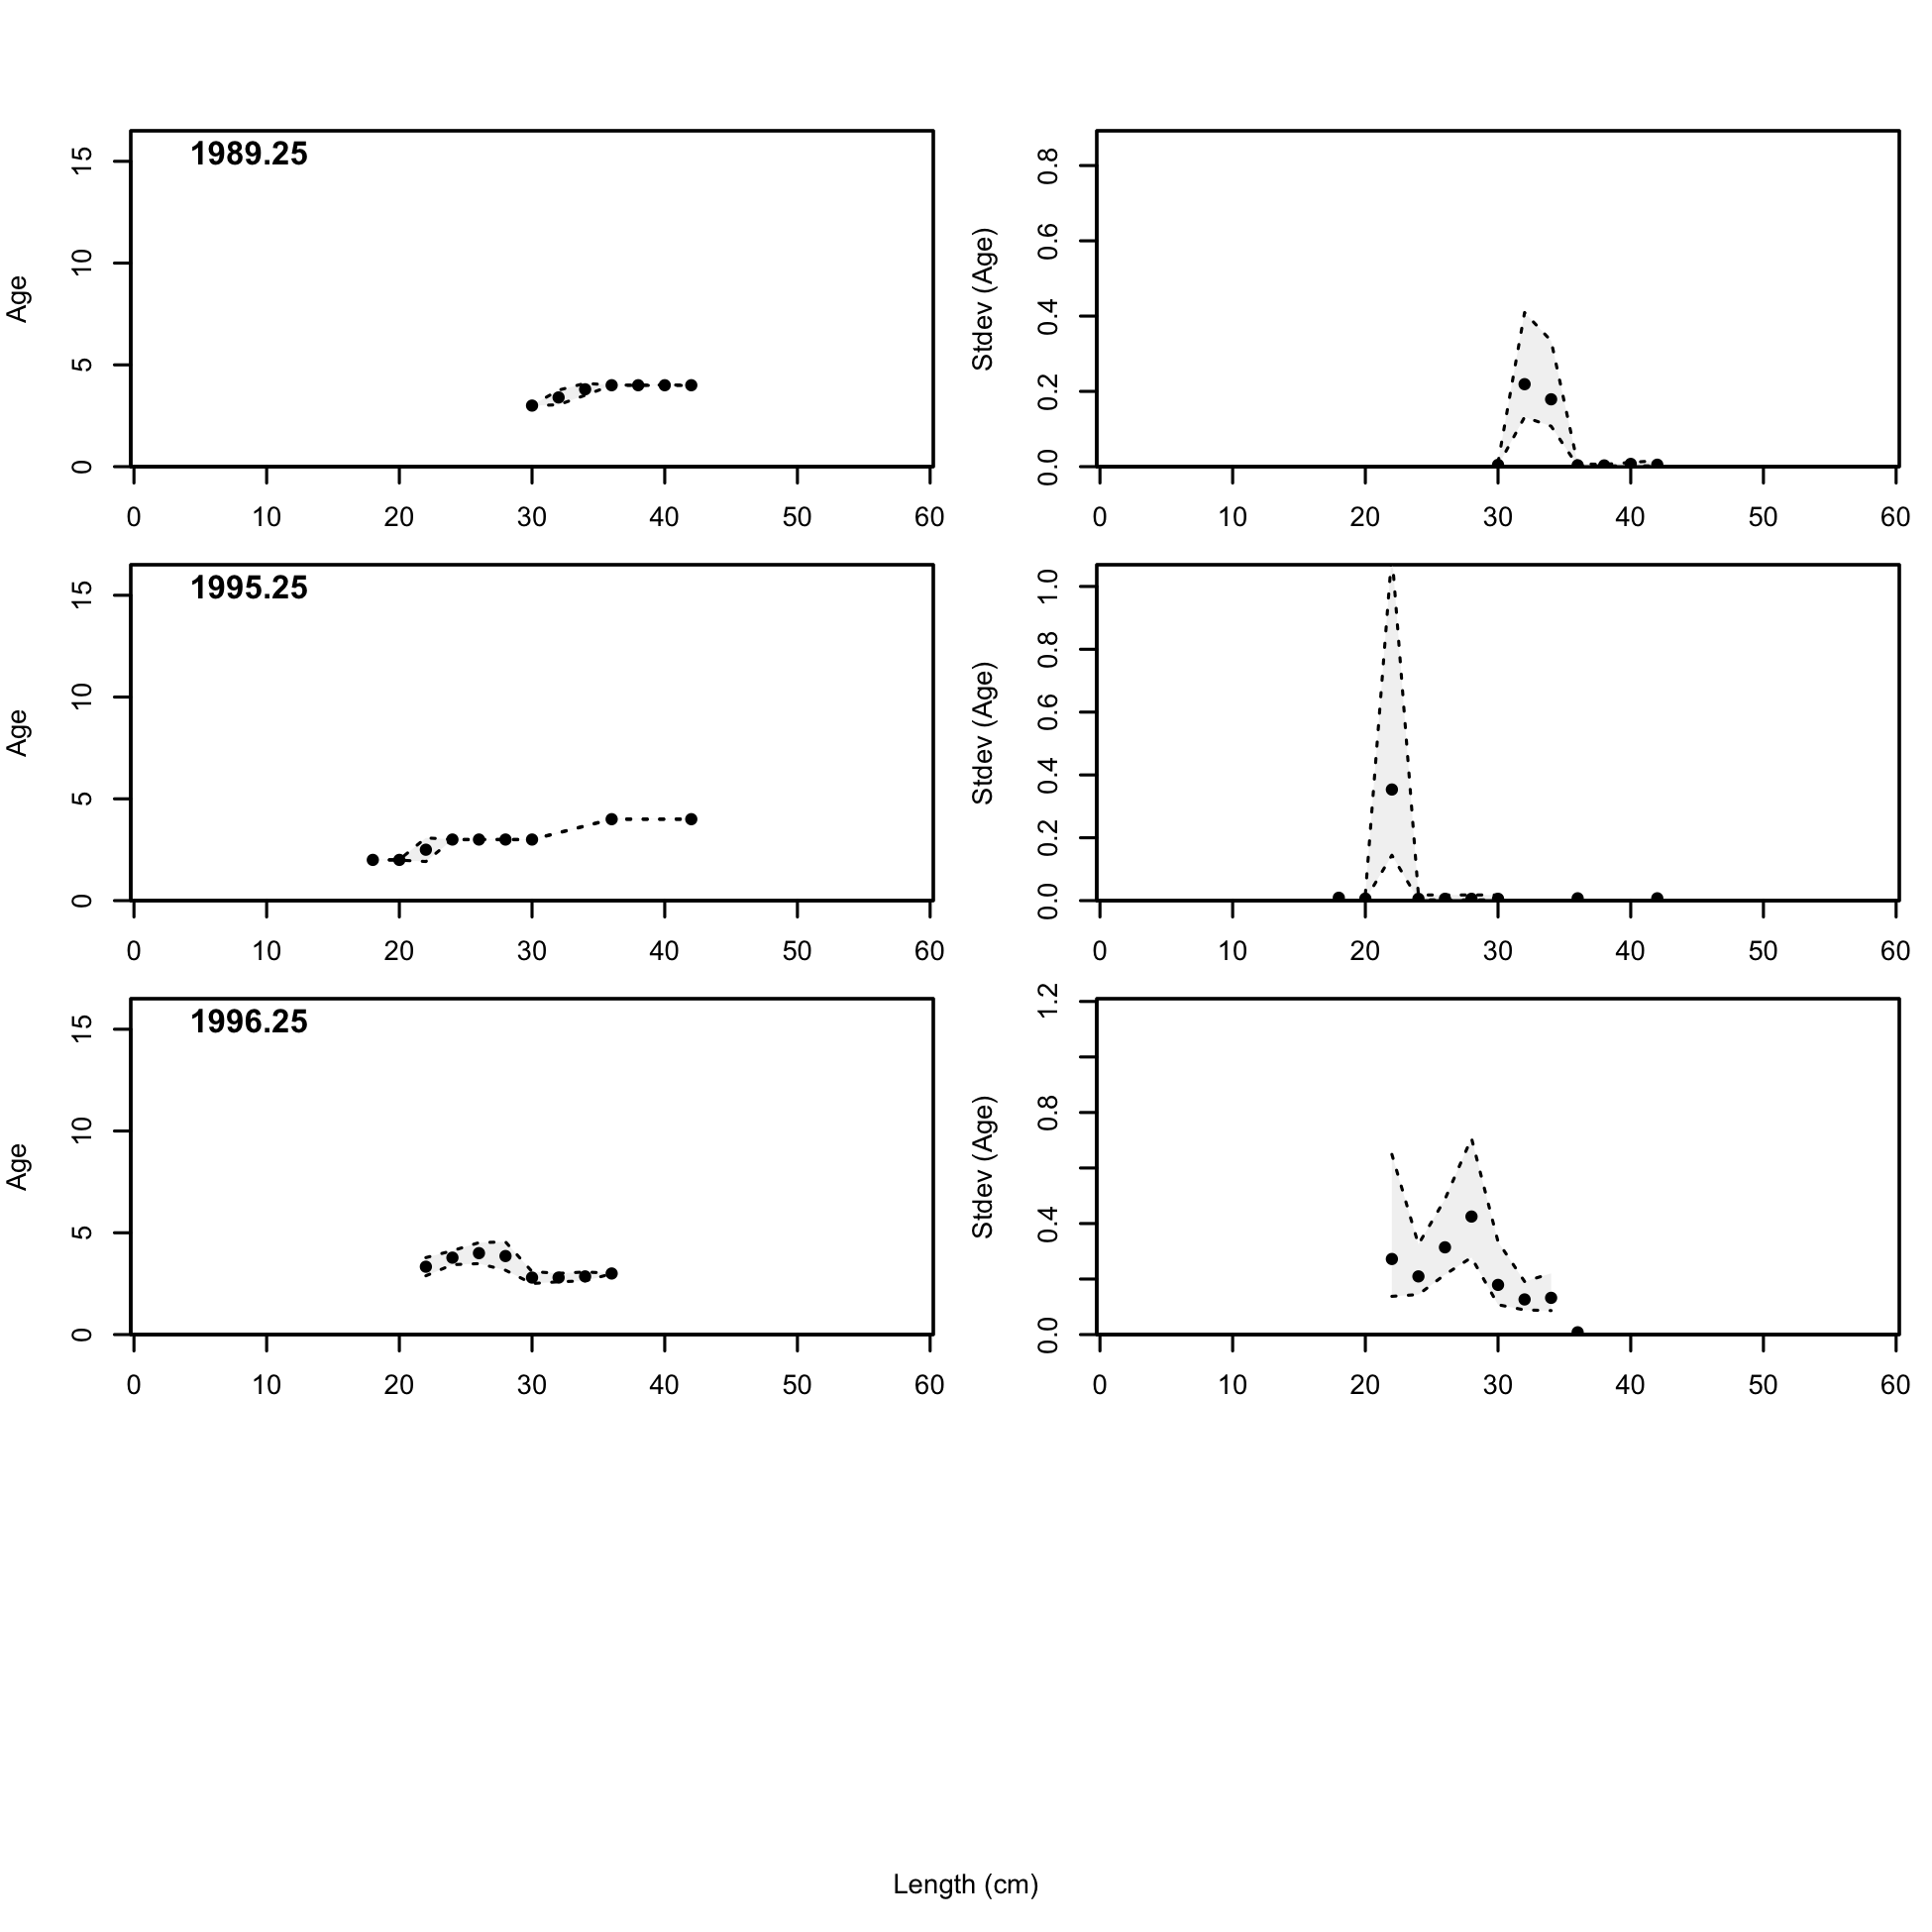 1989.25
Age
0 5 10 15
0 10 20 30 40 50 60
Stdev (Age)
0.0 0.2 0.4 0.6 0.8
0 10 20 30 40 50 60
1995.25
Age
0 5 10 15
0 10 20 30 40 50 60
Stdev (Age)
0.0 0.2 0.4 0.6 0.8 1.0
0 10 20 30 40 50 60
1996.25
Age
0 5 10 15
0 10 20 30 40 50 60
Stdev (Age)
0.0 0.4 0.8 1.2
0 10 20 30 40 50 60
Length (cm)